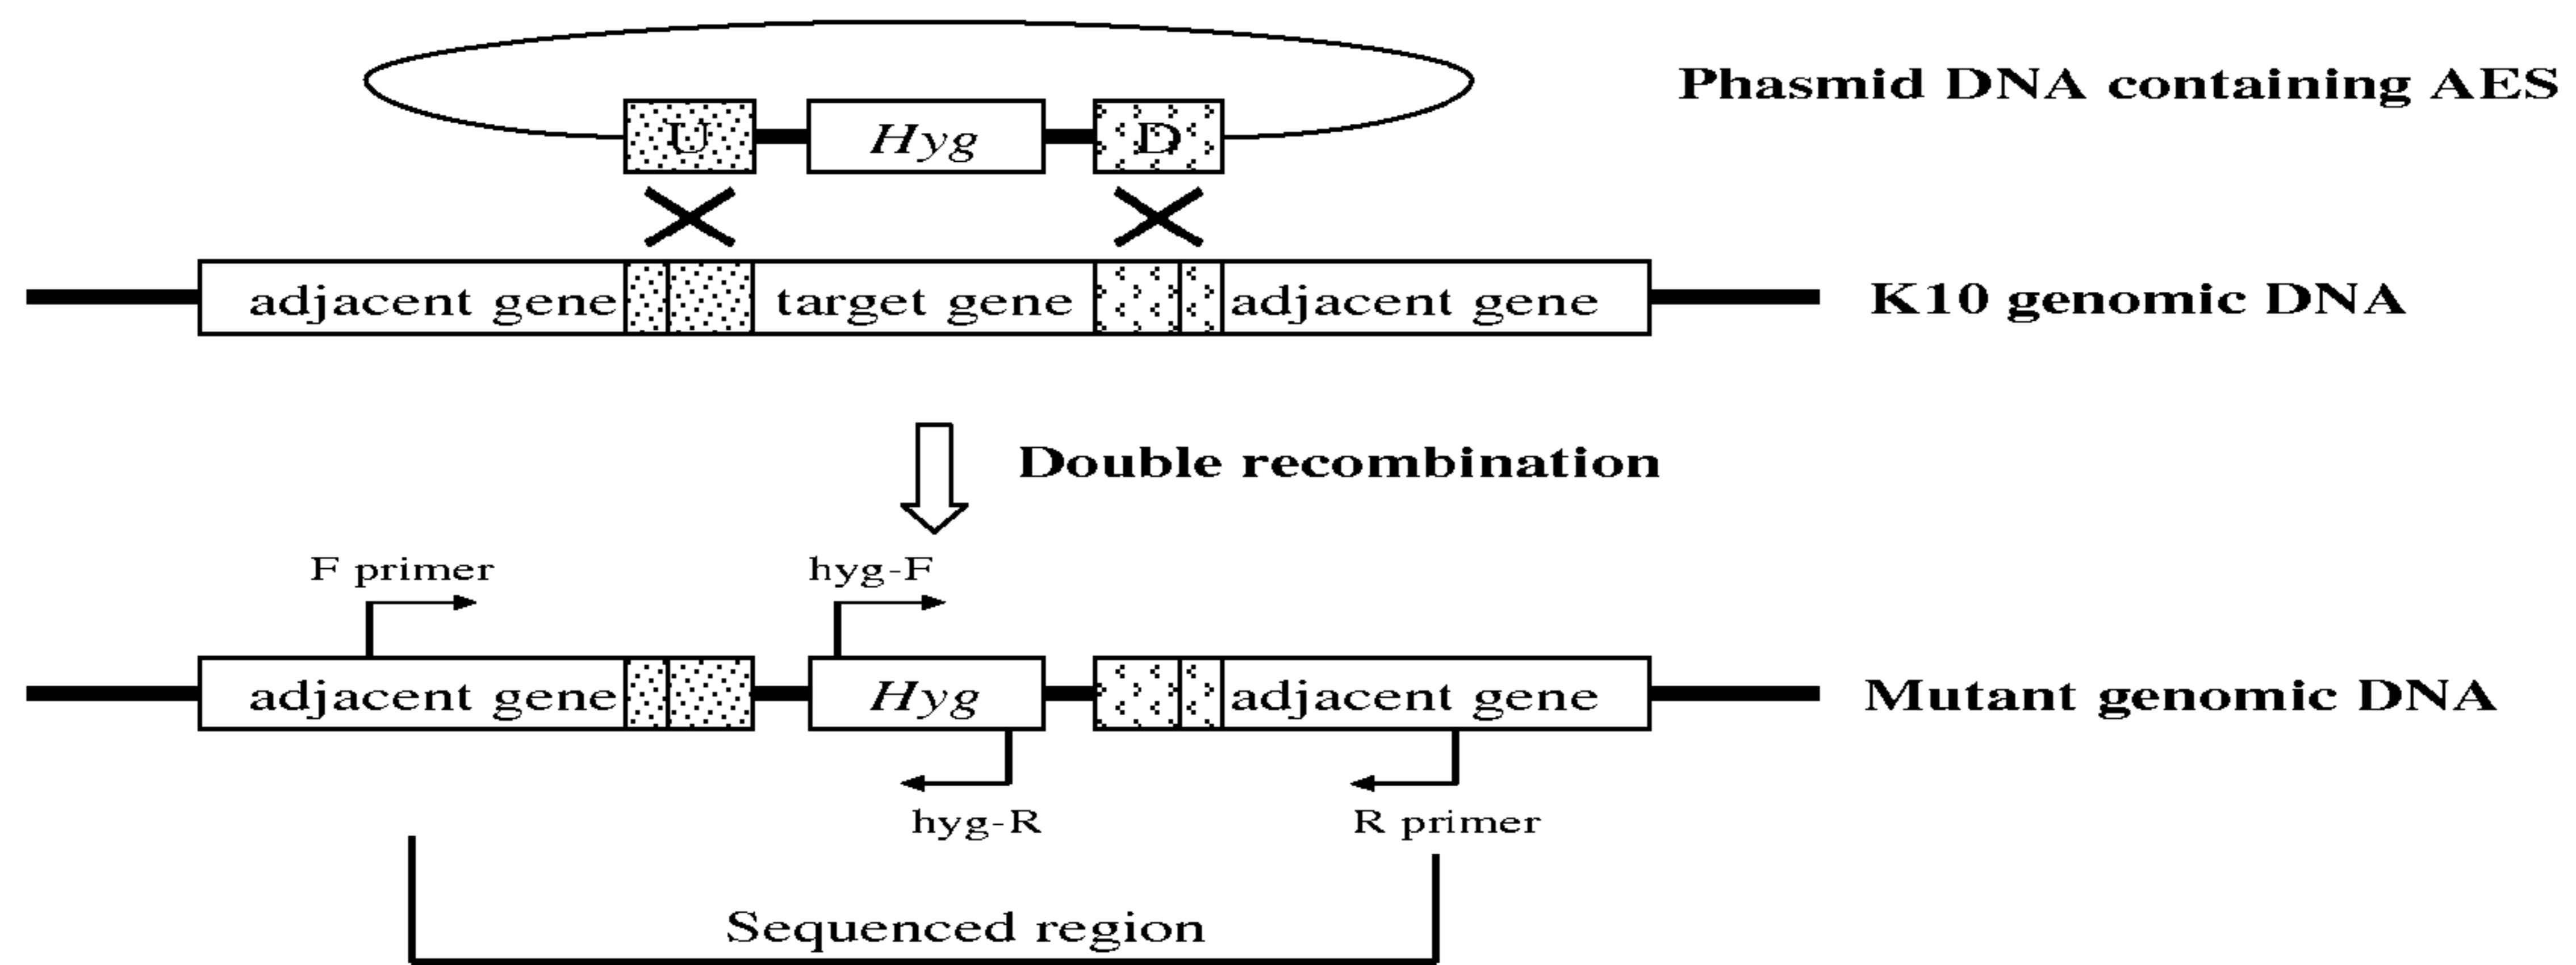 Phasmid DNA containing AES
U Hyg D
adjacent gene target gene adjacent gene K10 genomic DNA
Double recombination
F primer hyg-F
adjacent gene Hyg adjacent gene Mutant genomic DNA
hyg-R R primer
Sequenced region